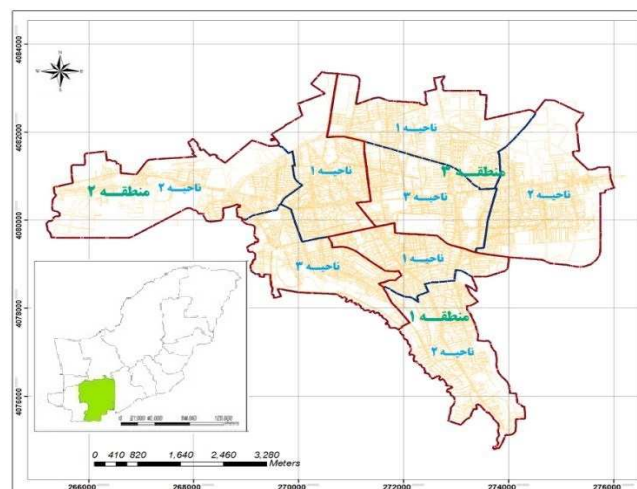 4084000
N
W E
S
ناحیه ۱
4082000
ناحیه ۱
منطقه ۳
منطقه ۲
ناحیه ۲
ناحیه ۳
ناحیه ۲
4080000
ناحیه ۳
ناحیه ۱
4078000
منطقه ۱
ناحیه ۲
4076000
0 410 820 1,640 2,460 3,280
Meters
266000 268000 270000 272000 274000 276000